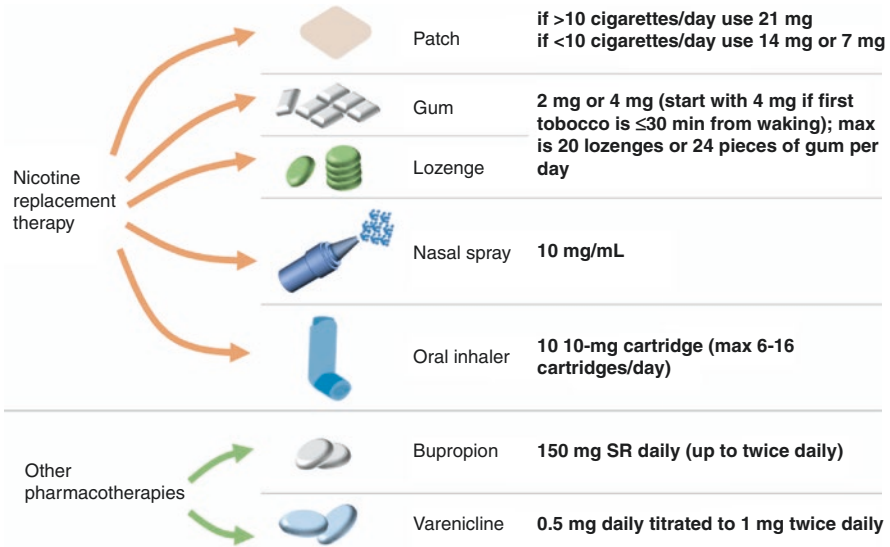 Nicotine
replacement
therapy
Patch
if >10 cigarettes/day use 21 mg
if <10 cigarettes/day use 14 mg or 7 mg
Gum
2 mg or 4 mg (start with 4 mg if first
tobocco is ≤30 min from waking); max
is 20 lozenges or 24 pieces of gum per
day
Lozenge
Nasal spray
10 mg/mL
Oral inhaler
10 10-mg cartridge (max 6-16
cartridges/day)
Other
pharmacotherapies
Bupropion
150 mg SR daily (up to twice daily)
Varenicline
0.5 mg daily titrated to 1 mg twice daily